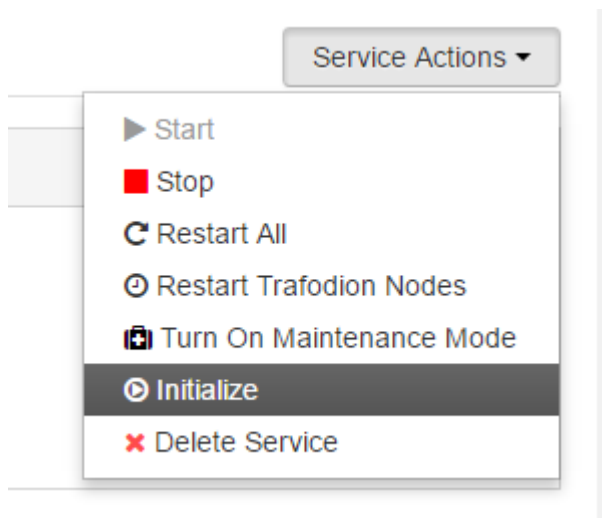 Service Actions
Start
Stop
Restart All
Restart Trafodion Nodes
Turn On Maintenance Mode
Initialize
Delete Service